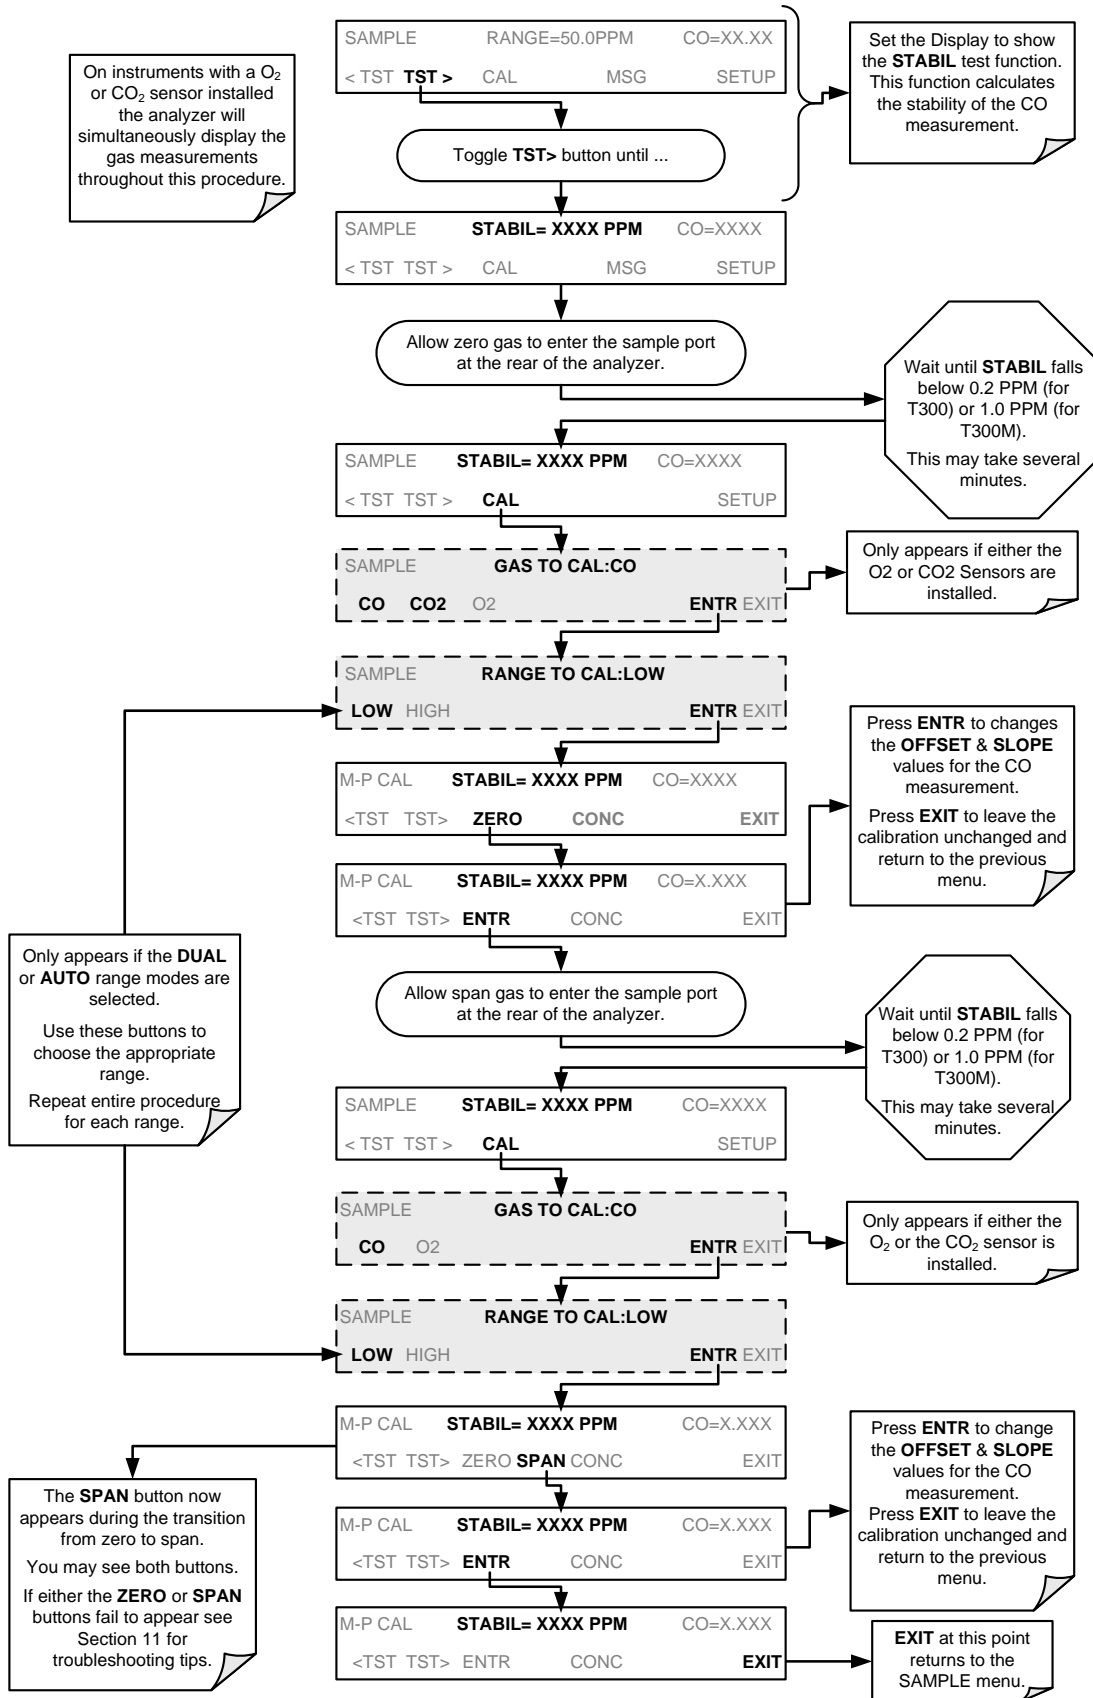 SAMPLE RANGE=50.0PPM CO=XX.XX
< TST TST > CAL MSG SETUP
Set the Display to show
the STABIL test function.
This function calculates
the stability of the CO
measurement.
On instruments with a O2
or CO2 sensor installed
the analyzer will
simultaneously display the
gas measurements
throughout this procedure.
Toggle TST> button until ...
SAMPLE STABIL= XXXX PPM CO=XXXX
< TST TST > CAL MSG SETUP
Allow zero gas to enter the sample port
at the rear of the analyzer.
Wait until STABIL falls
below 0.2 PPM (for
T300) or 1.0 PPM (for
T300M).
This may take several
minutes.
SAMPLE STABIL= XXXX PPM CO=XXXX
< TST TST > CAL SETUP
SAMPLE GAS TO CAL:CO
CO CO2 O2 ENTR EXIT
Only appears if either the
O2 or CO2 Sensors are
installed.
SAMPLE RANGE TO CAL:LOW
LOW HIGH ENTR EXIT
M-P CAL STABIL= XXXX PPM CO=XXXX
<TST TST> ZERO CONC EXIT
Press ENTR to changes
the OFFSET & SLOPE
values for the CO
measurement.
Press EXIT to leave the
calibration unchanged and
return to the previous
menu.
M-P CAL STABIL= XXXX PPM CO=X.XXX
<TST TST> ENTR CONC EXIT
Only appears if the DUAL
or AUTO range modes are
selected.
Use these buttons to
choose the appropriate
range.
Repeat entire procedure
for each range.
Allow span gas to enter the sample port
at the rear of the analyzer.
Wait until STABIL falls
below 0.2 PPM (for
T300) or 1.0 PPM (for
T300M).
This may take several
minutes.
SAMPLE STABIL= XXXX PPM CO=XXXX
< TST TST > CAL SETUP
SAMPLE GAS TO CAL:CO
CO O2 ENTR EXIT
Only appears if either the
O2 or the CO2 sensor is
installed.
SAMPLE RANGE TO CAL:LOW
LOW HIGH ENTR EXIT
M-P CAL STABIL= XXXX PPM CO=X.XXX
<TST TST> ZERO SPAN CONC EXIT
Press ENTR to change
the OFFSET & SLOPE
values for the CO
measurement.
Press EXIT to leave the
calibration unchanged and
return to the previous
menu.
The SPAN button now
appears during the transition
from zero to span.
You may see both buttons.
If either the ZERO or SPAN
buttons fail to appear see
Section 11 for
troubleshooting tips.
M-P CAL STABIL= XXXX PPM CO=X.XXX
<TST TST> ENTR CONC EXIT
M-P CAL STABIL= XXXX PPM CO=X.XXX
<TST TST> ENTR CONC EXIT
EXIT at this point
returns to the
SAMPLE menu.